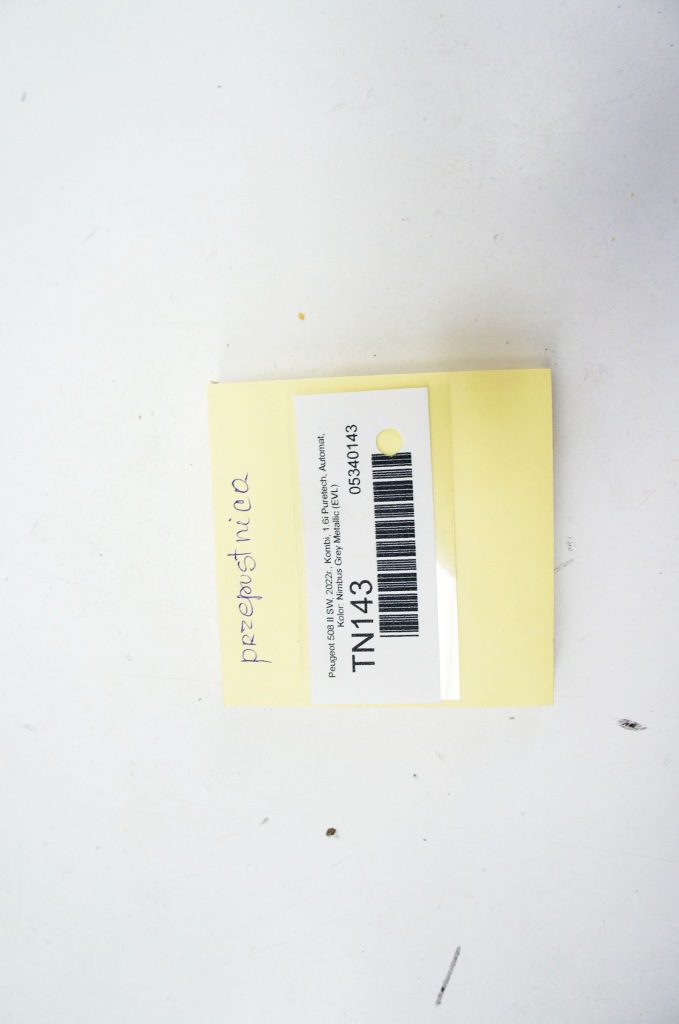 przepustnica
Peugeot 508 II SW, 2022r., Kombi, 1.6i Puretech, Automat,
Kolor: Nimbus Grey Metallic (EVL)
TN143 05340143